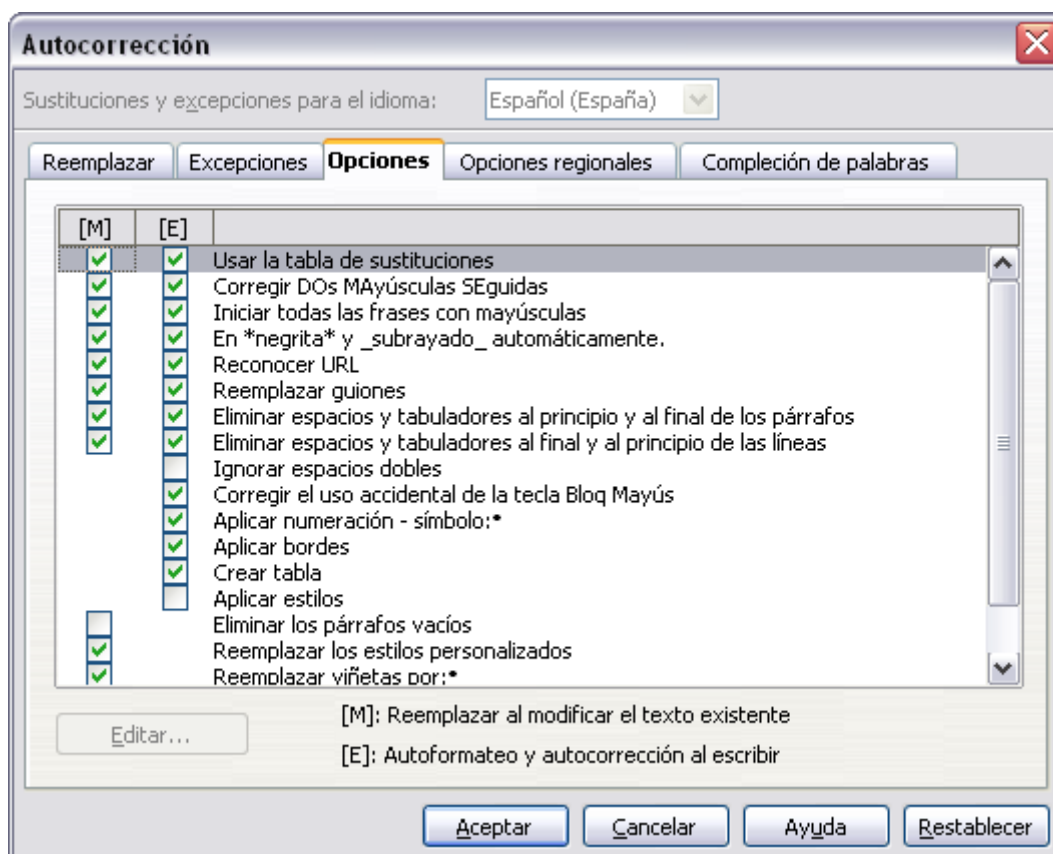 Autocorrección
Sustituciones y excepciones para el idioma: Español (España)
Reemplazar Excepciones Opciones Opciones regionales Compleción de palabras
[M] [E]
Usar la tabla de sustituciones
Corregir DOs MAyúsculas SEguidas
Iniciar todas las frases con mayúsculas
En *negrita* y _subrayado_ automáticamente.
Reconocer URL
Reemplazar guiones
Eliminar espacios y tabuladores al principio y al final de los párrafos
Eliminar espacios y tabuladores al final y al principio de las líneas
Ignorar espacios dobles
Corregir el uso accidental de la tecla Bloq Mayús
Aplicar numeración - símbolo:•
Aplicar bordes
Crear tabla
Aplicar estilos
Eliminar los párrafos vacíos
Reemplazar los estilos personalizados
Reemplazar viñetas por:•
[M]: Reemplazar al modificar el texto existente
Editar...
[E]: Autoformateo y autocorrección al escribir
Aceptar Cancelar Ayuda Restablecer